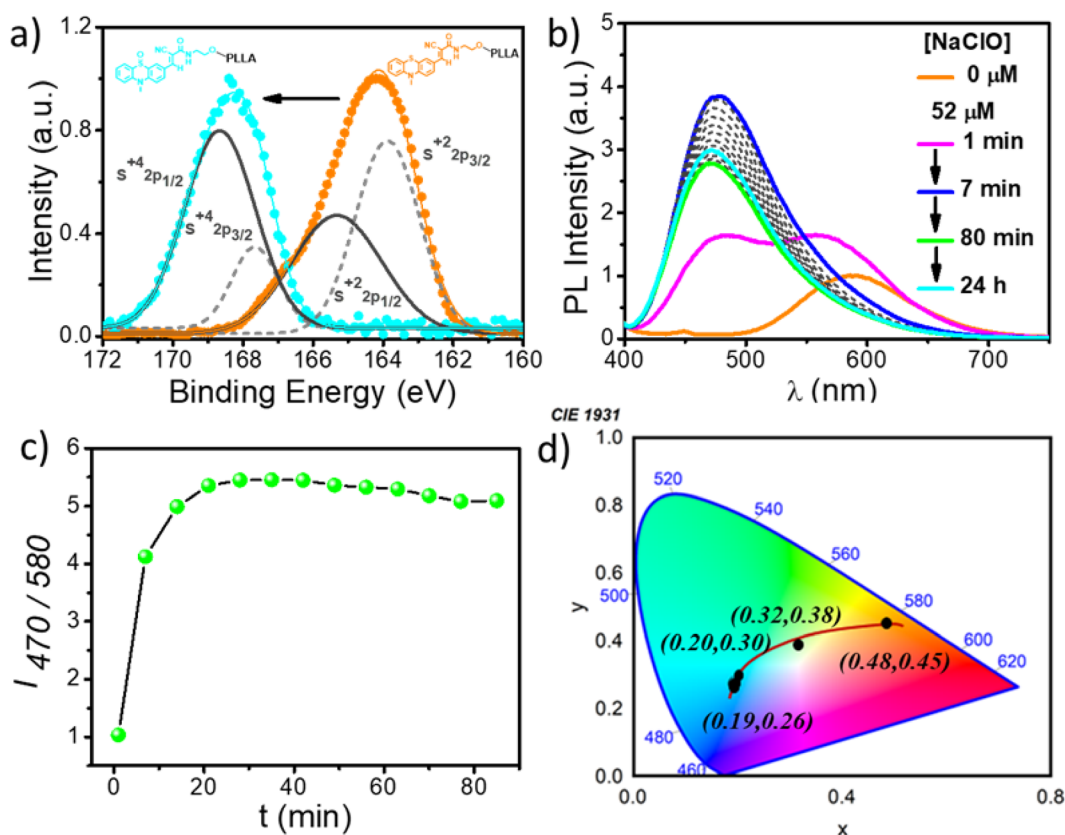 a)
Intensity (a.u.)
1.2
0.8
0.4
0.0
172 170 168 166 164 162 160
Binding Energy (eV)
O
NC
O
N
H
O
PLLA
H
S
N
NC
O
N
H
O
PLLA
H
S
N
S+4 2p1/2
S+4 2p3/2
S+2 2p3/2
S+2 2p1/2
b)
PL Intensity (a.u.)
5
4
3
2
1
0
400 500 600 700
λ (nm)
[NaClO]
0 μM
52 μM
1 min
7 min
80 min
24 h
c)
I 470 / 580
6
5
4
3
2
1
0 20 40 60 80
t (min)
CIE 1931
d)
y
1.0
0.8
0.6
0.4
0.2
0.0
0.0 0.4 0.8
x
520
540
560
500
580
600
620
480
460
(0.32,0.38)
(0.20,0.30)
(0.48,0.45)
(0.19,0.26)